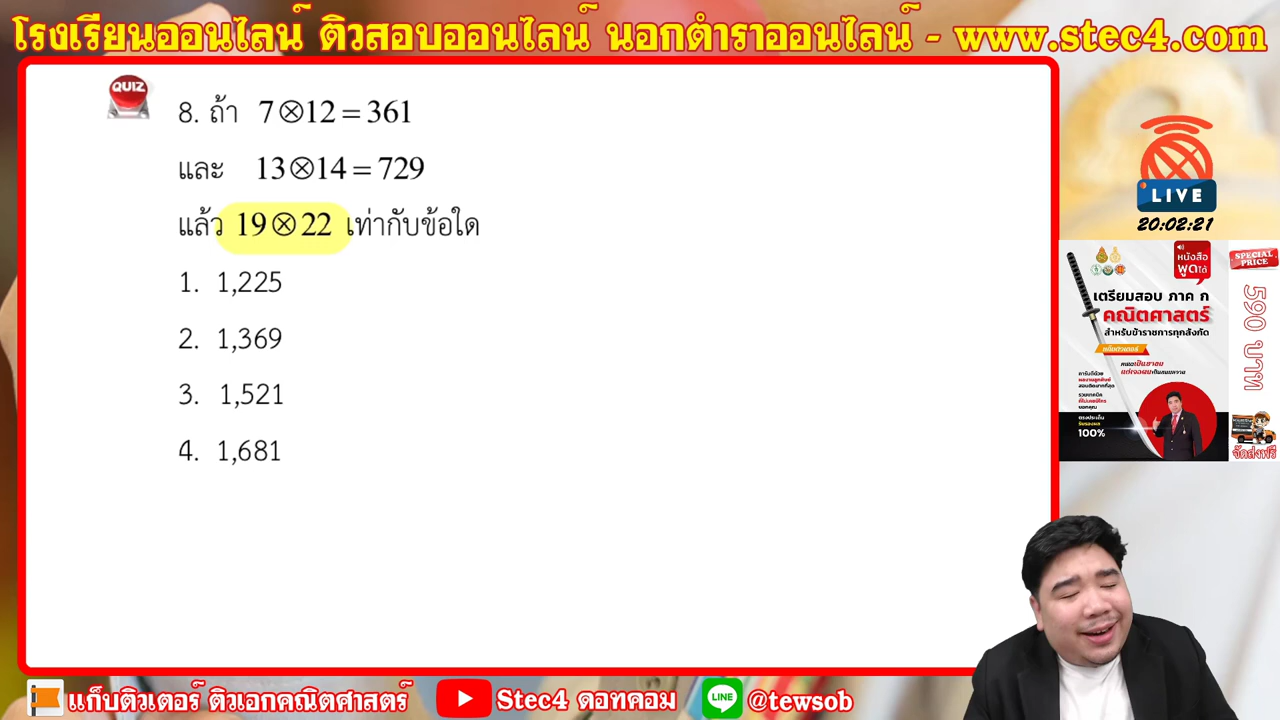 โรงเรียนออนไลน์ ติวสอบออนไลน์ นอกตำราออนไลน์ - www.stec4.com
QUIZ
8. ถ้า 7⊗12 = 361
และ 13⊗14 = 729
แล้ว 19⊗22 เท่ากับข้อใด
1. 1,225
2. 1,369
3. 1,521
4. 1,681
LIVE
20:02:21
หนังสือ
พูดได้
SPECIAL PRICE
590 บาท
เตรียมสอบ ภาค ก
คณิตศาสตร์
สำหรับข้าราชการทุกสังกัด
100%
จัดส่งฟรี
แก็บติวเตอร์ ติวเอกคณิตศาสตร์
Stec4 ดอทคอม
LINE
@tewsob